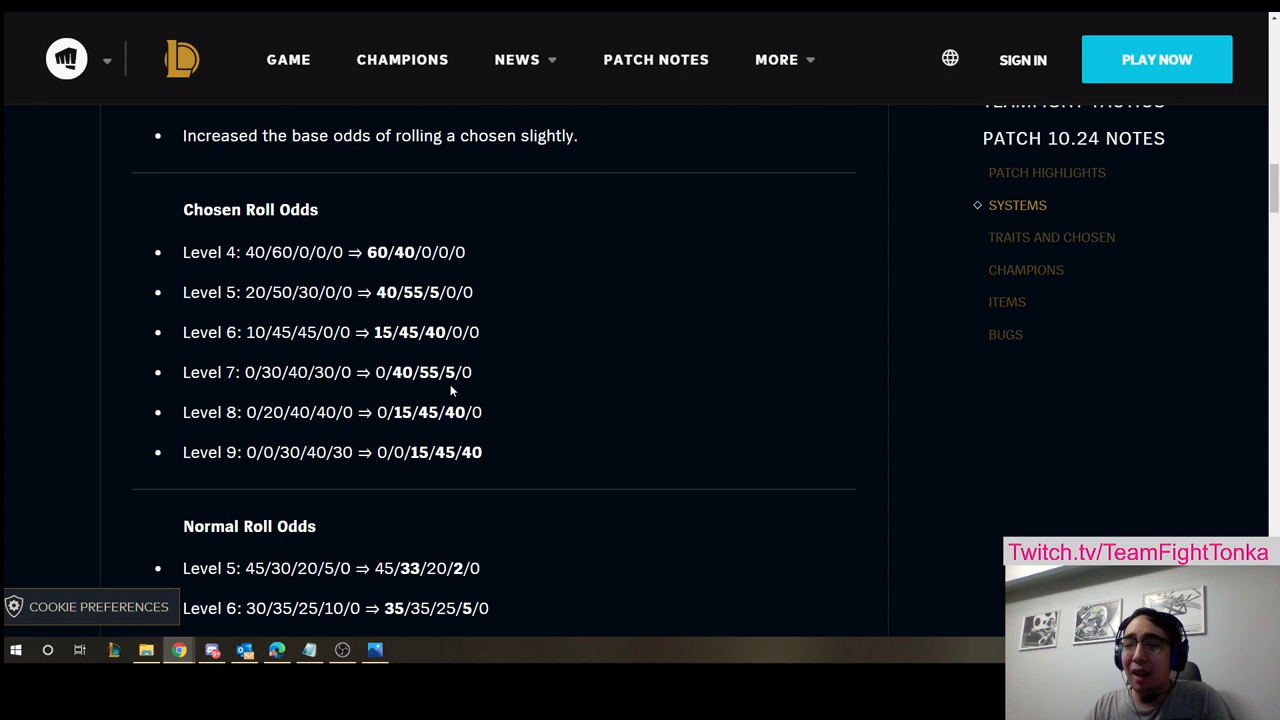 GAME CHAMPIONS NEWS PATCH NOTES MORE SIGN IN PLAY NOW
TEAMFIGHT TACTICS
PATCH 10.24 NOTES
PATCH HIGHLIGHTS
SYSTEMS
TRAITS AND CHOSEN
CHAMPIONS
ITEMS
BUGS
• Increased the base odds of rolling a chosen slightly.
Chosen Roll Odds
• Level 4: 40/60/0/0/0 ⇒ 60/40/0/0/0
• Level 5: 20/50/30/0/0 ⇒ 40/55/5/0/0
• Level 6: 10/45/45/0/0 ⇒ 15/45/40/0/0
• Level 7: 0/30/40/30/0 ⇒ 0/40/55/5/0
• Level 8: 0/20/40/40/0 ⇒ 0/15/45/40/0
• Level 9: 0/0/30/40/30 ⇒ 0/0/15/45/40
Normal Roll Odds
• Level 5: 45/30/20/5/0 ⇒ 45/33/20/2/0
Level 6: 30/35/25/10/0 ⇒ 35/35/25/5/0
COOKIE PREFERENCES
Twitch.tv/TeamFightTonka